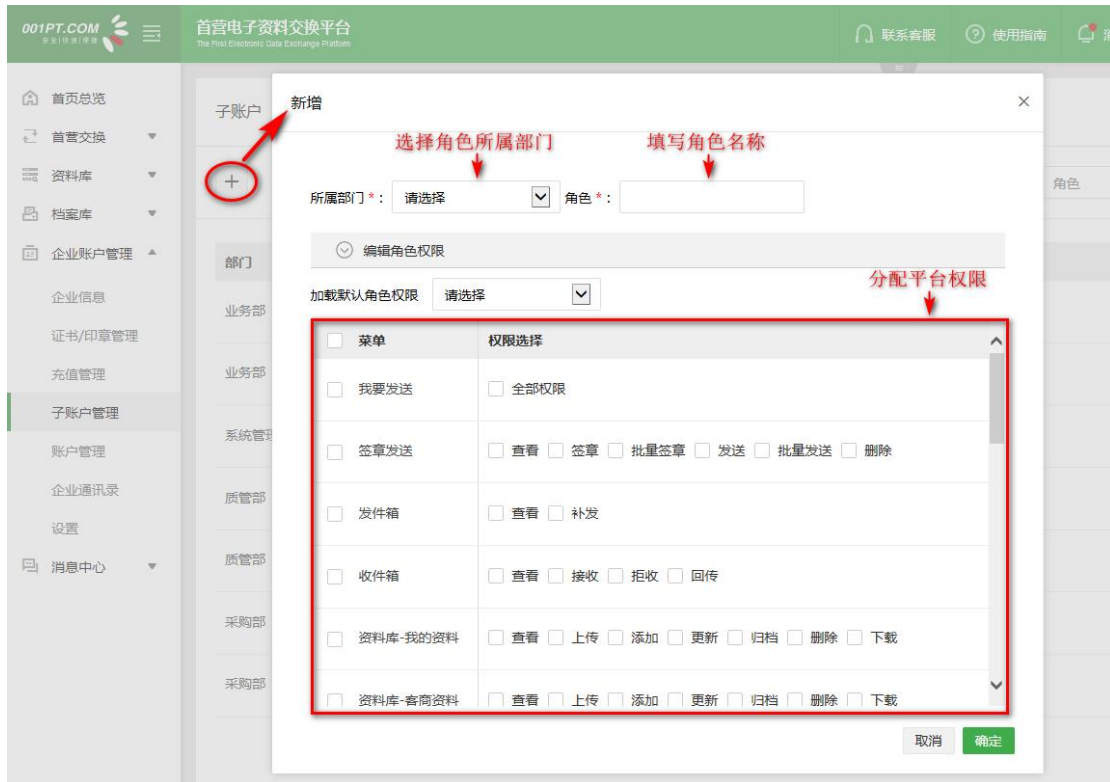 001PT.COM
安全|快速|便捷
首营电子资料交换平台
The First Electronic Data Exchange Platform
联系客服
使用指南
首页总览
首营交换
资料库
档案库
企业账户管理
企业信息
证书/印章管理
充值管理
子账户管理
账户管理
企业通讯录
设置
消息中心
子账户
角色
部门
业务部
业务部
系统管理
质管部
质管部
采购部
采购部
新增
选择角色所属部门 填写角色名称
所属部门*： 请选择 角色*：
编辑角色权限
分配平台权限
加载默认角色权限 请选择
菜单 权限选择
我要发送 全部权限
签章发送 查看 签章 批量签章 发送 批量发送 删除
发件箱 查看 补发
收件箱 查看 接收 拒收 回传
资料库-我的资料 查看 上传 添加 更新 归档 删除 下载
资料库-客商资料 查看 上传 添加 更新 归档 删除 下载
取消 确定